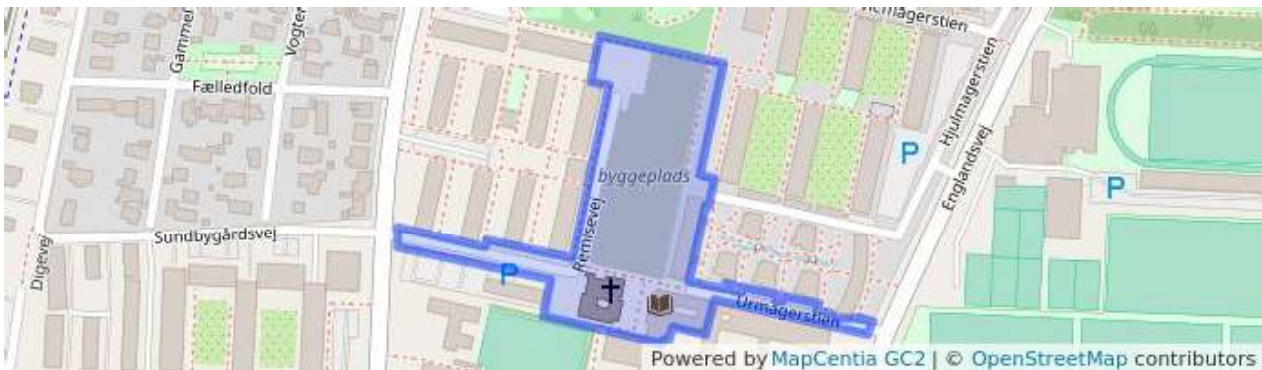 Gammel
Vogter
Fælledfold
Sundbygårdsvej
Digevej
Remisevej
byggeplads
P
Urmagerstien
Hjulmagerstien
Englandsvej
P
P
Powered by MapCentia GC2 | © OpenStreetMap contributors